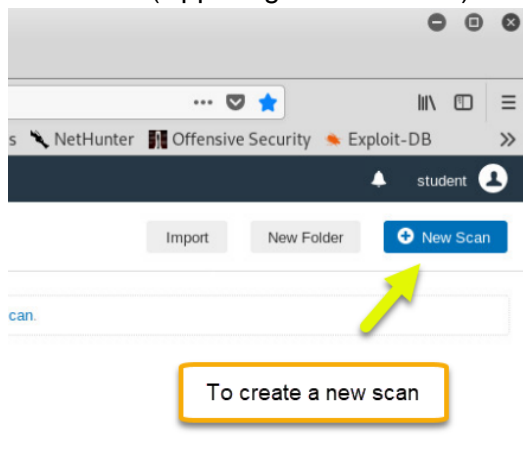 s NetHunter Offensive Security Exploit-DB
student
Import New Folder New Scan
can.
To create a new scan